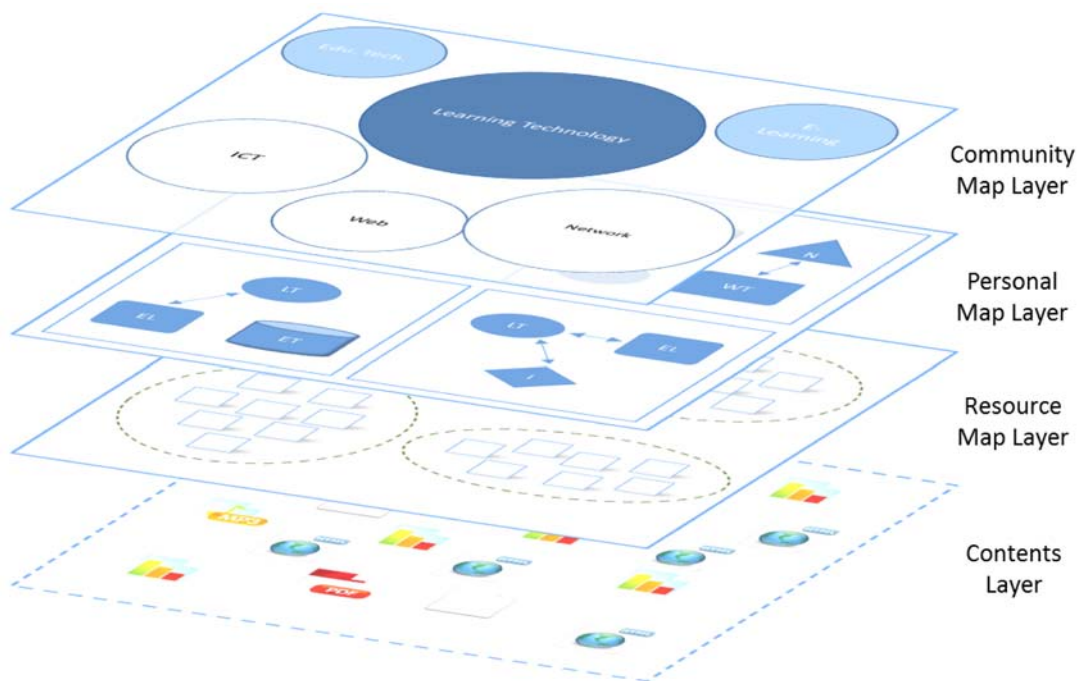 Edu. Tech.
Learning Technology
E-
Learning
ICT
Web
Network
Community
Map Layer
N
WT
LT
EL
ET
LT
EL
I
Personal
Map Layer
Resource
Map Layer
MP3
PDF
Contents
Layer